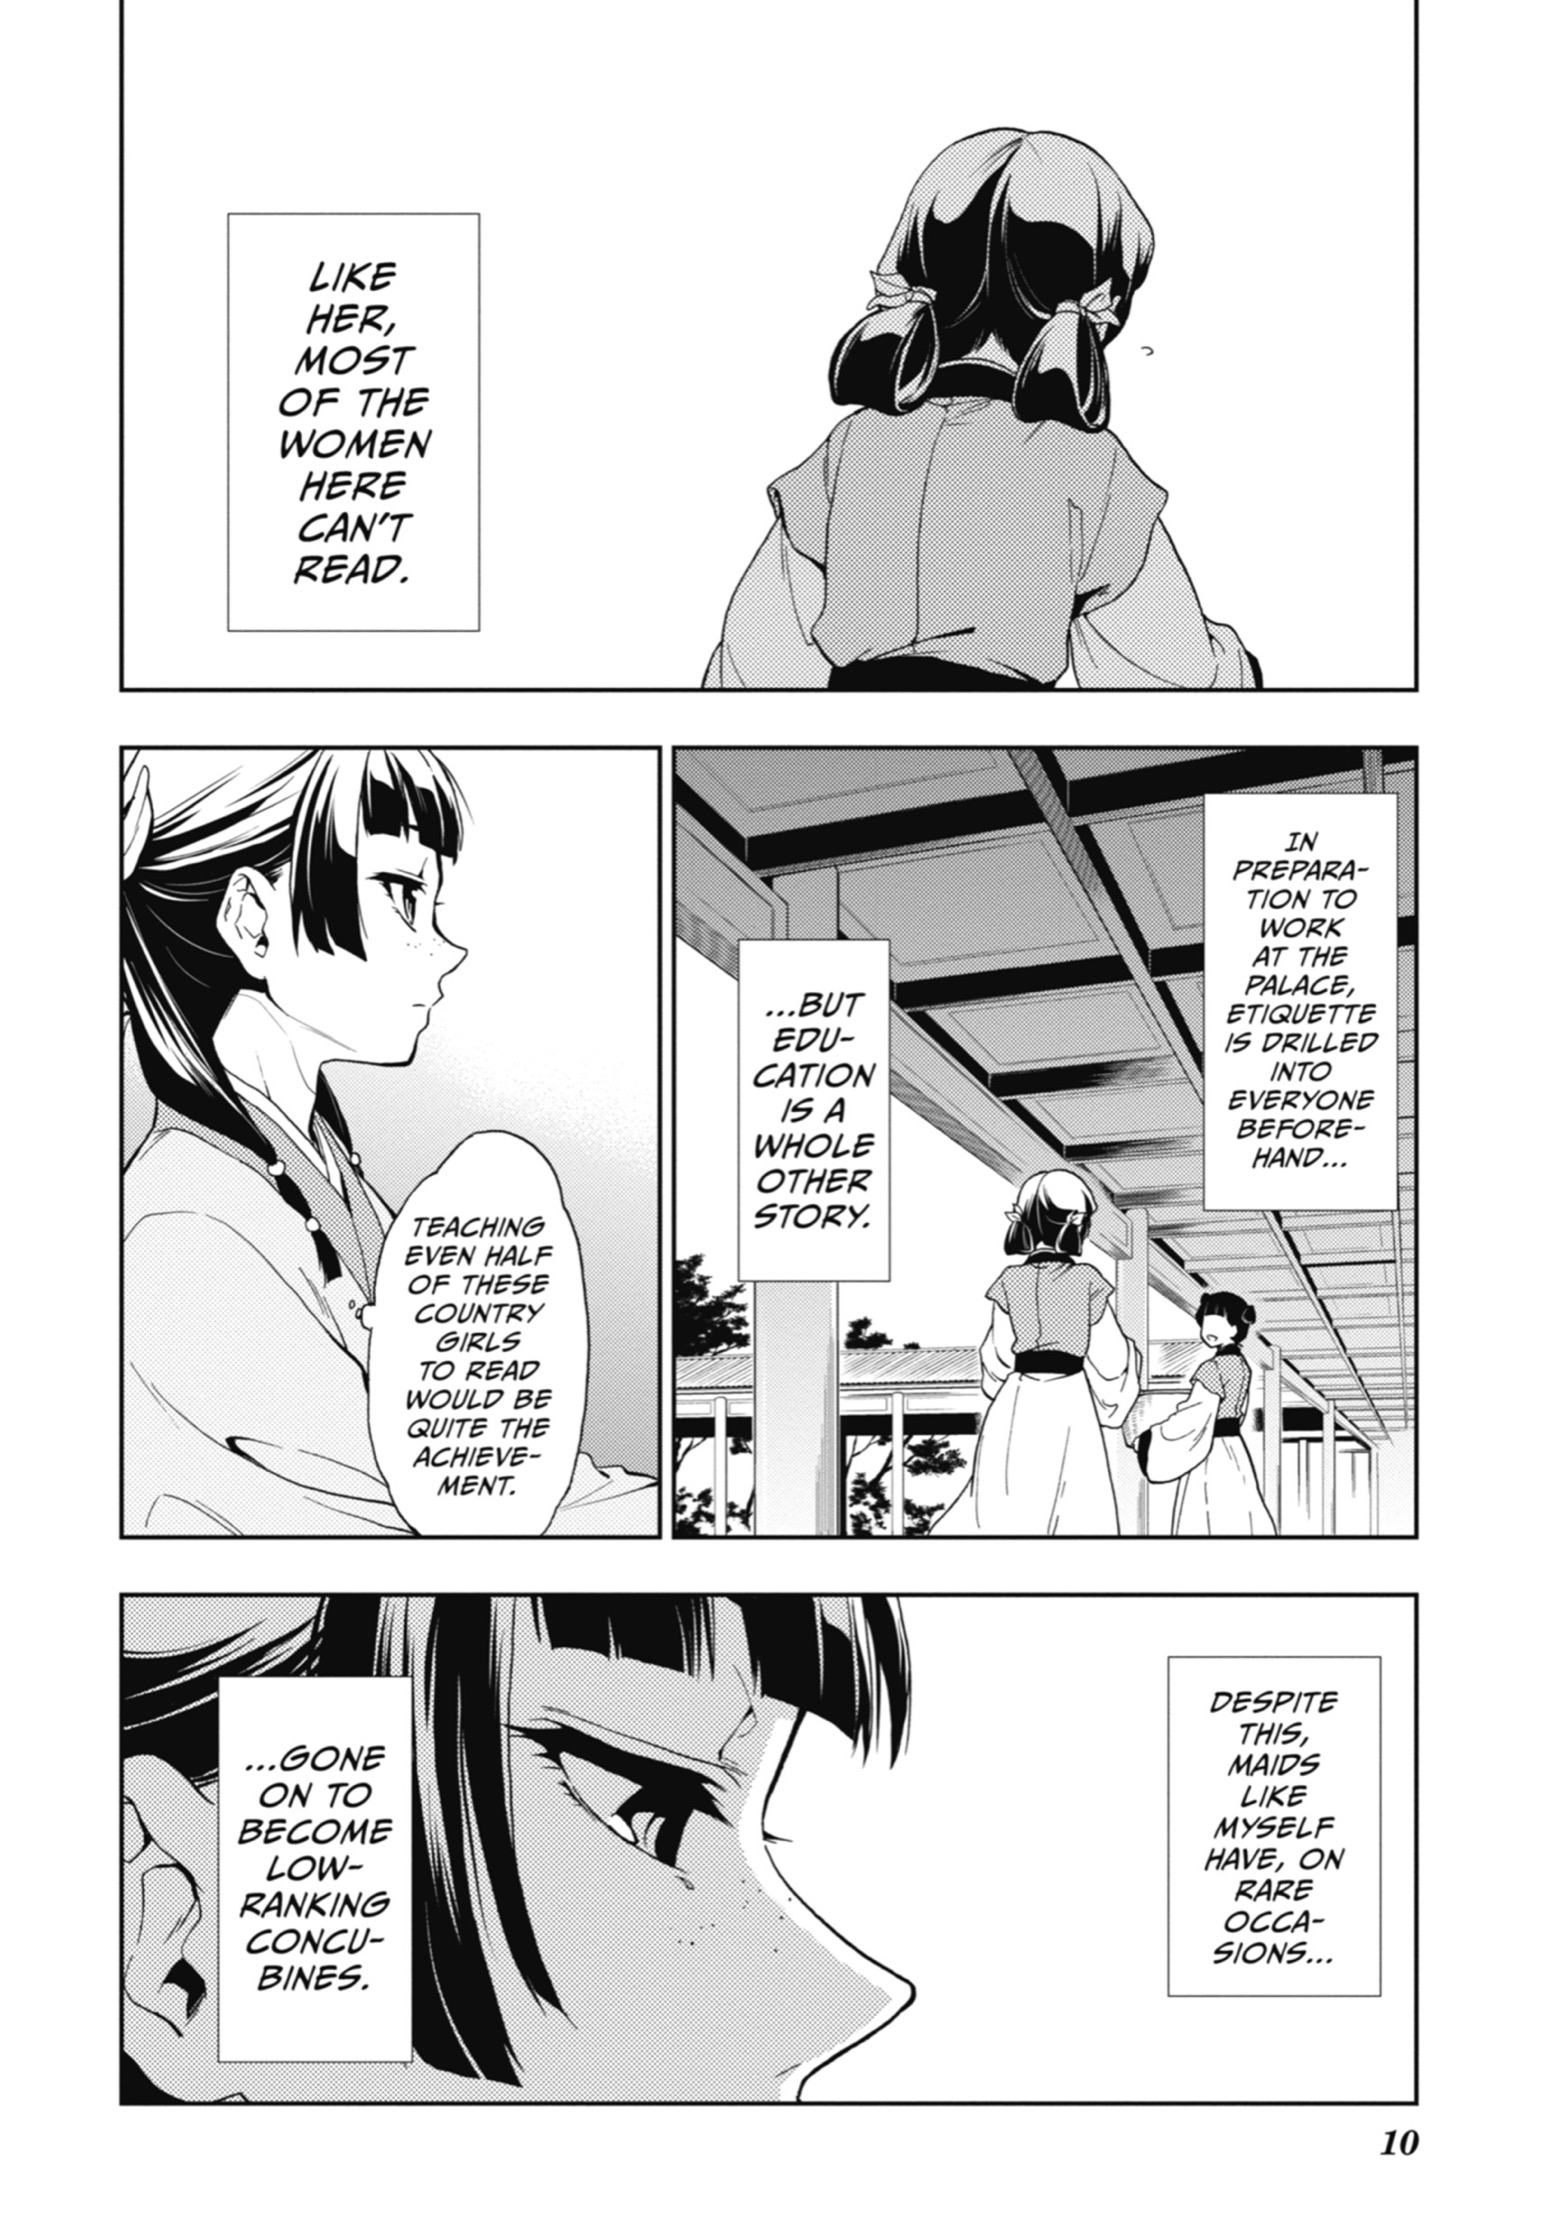 LIKE
HER,
MOST
OF THE
WOMEN
HERE
CAN'T
READ.
IN
PREPARA-
TION TO
WORK
AT THE
PALACE,
ETIQUETTE
IS DRILLED
INTO
EVERYONE
BEFORE-
HAND...
...BUT
EDU-
CATION
IS A
WHOLE
OTHER
STORY.
TEACHING
EVEN HALF
OF THESE
COUNTRY
GIRLS
TO READ
WOULD BE
QUITE THE
ACHIEVE-
MENT.
DESPITE
THIS,
MAIDS
LIKE
MYSELF
HAVE, ON
RARE
OCCA-
SIONS...
...GONE
ON TO
BECOME
LOW-
RANKING
CONCU-
BINES.
10